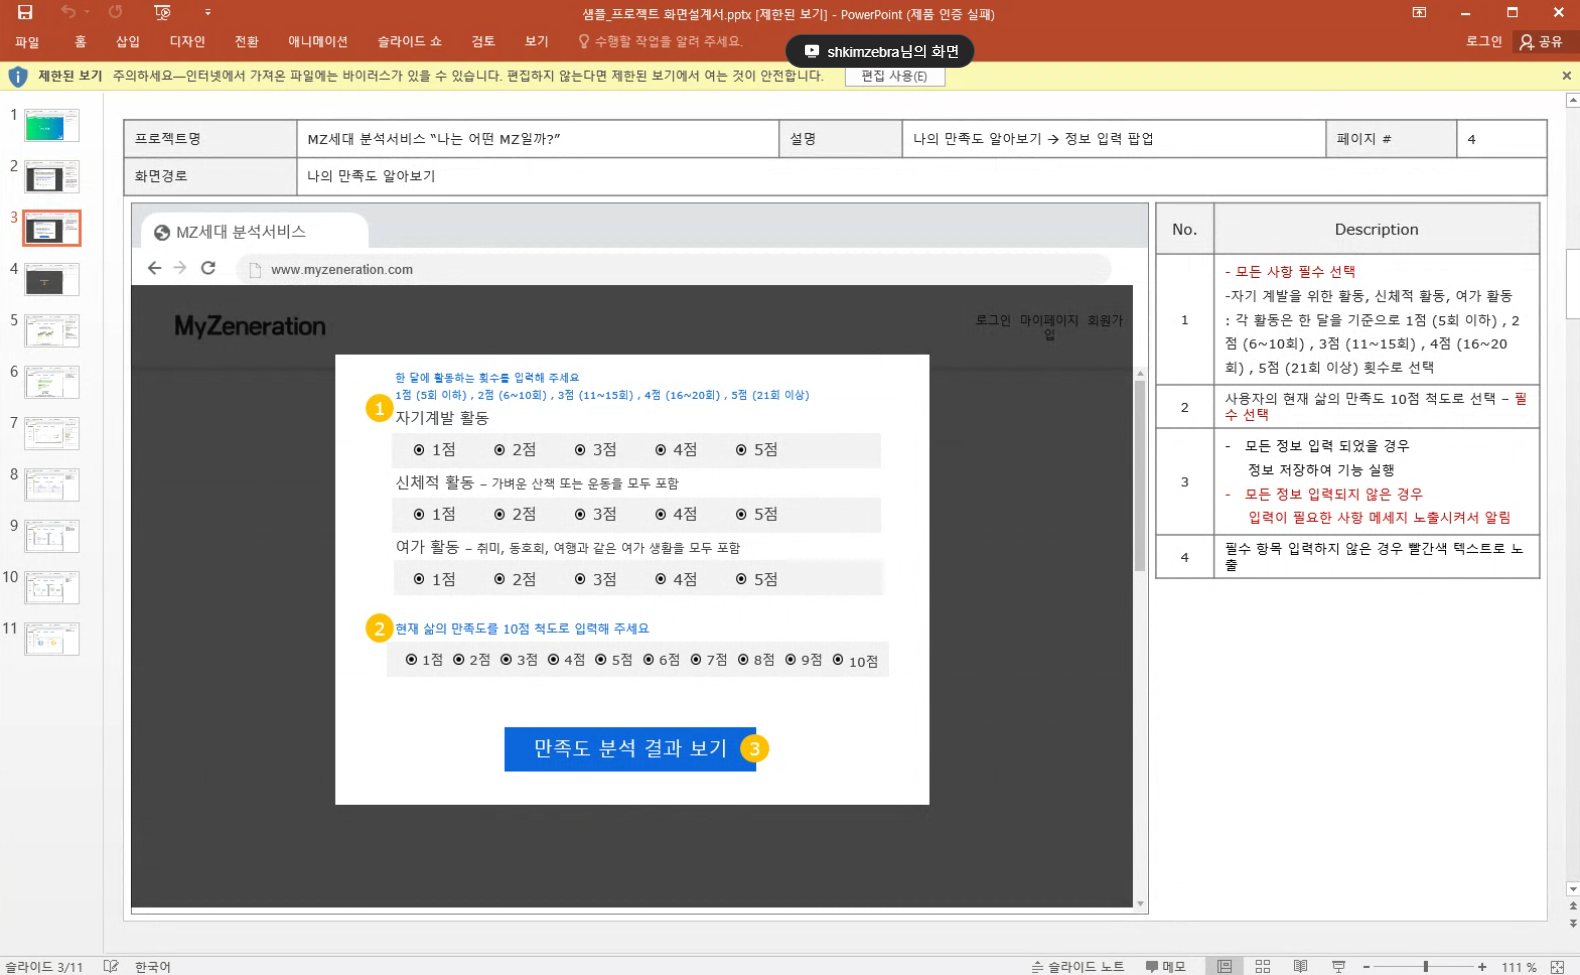 샘플_프로젝트 화면설계서.pptx [제한된 보기] - PowerPoint (제품 인증 실패)
파일 홈 삽입 디자인 전환 애니메이션 슬라이드 쇼 검토 보기 수행할 작업을 알려 주세요. 로그인 공유
shkimzebra님의 화면
제한된 보기 주의하세요—인터넷에서 가져온 파일에는 바이러스가 있을 수 있습니다. 편집하지 않는다면 제한된 보기에서 여는 것이 안전합니다. 편집 사용(E)
1
2
3
4
5
6
7
8
9
10
11
프로젝트명 MZ세대 분석서비스 “나는 어떤 MZ일까?” 설명 나의 만족도 알아보기 → 정보 입력 팝업 페이지 # 4
화면경로 나의 만족도 알아보기
MZ세대 분석서비스
www.myzeneration.com
MyZeneration
로그인 마이페이지 회원가
입
한 달에 활동하는 횟수를 입력해 주세요
1점 (5회 이하) , 2점 (6~10회) , 3점 (11~15회) , 4점 (16~20회) , 5점 (21회 이상)
1
자기계발 활동
1점 2점 3점 4점 5점
신체적 활동 – 가벼운 산책 또는 운동을 모두 포함
1점 2점 3점 4점 5점
여가 활동 – 취미, 동호회, 여행과 같은 여가 생활을 모두 포함
1점 2점 3점 4점 5점
2 현재 삶의 만족도를 10점 척도로 입력해 주세요
1점 2점 3점 4점 5점 6점 7점 8점 9점 10점
만족도 분석 결과 보기 3
No. Description
1
- 모든 사항 필수 선택
-자기 계발을 위한 활동, 신체적 활동, 여가 활동
: 각 활동은 한 달을 기준으로 1점 (5회 이하) , 2
점 (6~10회) , 3점 (11~15회) , 4점 (16~20
회) , 5점 (21회 이상) 횟수로 선택
2
사용자의 현재 삶의 만족도 10점 척도로 선택 – 필
수 선택
3
- 모든 정보 입력 되었을 경우
정보 저장하여 기능 실행
- 모든 정보 입력되지 않은 경우
입력이 필요한 사항 메세지 노출시켜서 알림
4
필수 항목 입력하지 않은 경우 빨간색 텍스트로 노
출
슬라이드 3/11 한국어 슬라이드 노트 메모 111 %